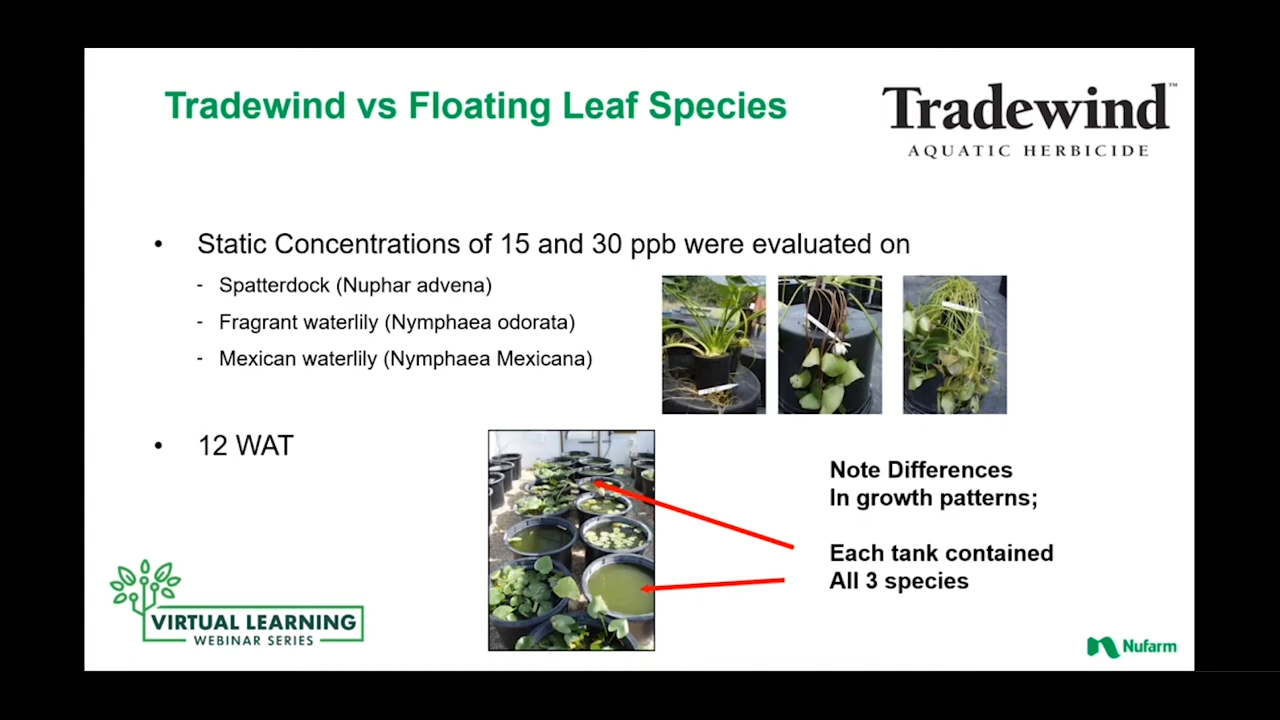 Tradewind vs Floating Leaf Species
Tradewind™
AQUATIC HERBICIDE
• Static Concentrations of 15 and 30 ppb were evaluated on
- Spatterdock (Nuphar advena)
- Fragrant waterlily (Nymphaea odorata)
- Mexican waterlily (Nymphaea Mexicana)
• 12 WAT
Note Differences
In growth patterns;
Each tank contained
All 3 species
VIRTUAL LEARNING
WEBINAR SERIES
Nufarm